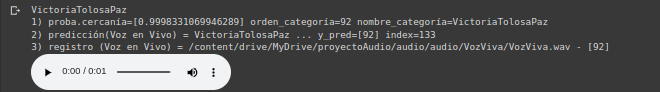 VictoriaTolosaPaz
1) proba.cercanía=[0.9998331069946289] orden_categoría=92 nombre_categoría=VictoriaTolosaPaz
2) predicción(Voz en Vivo) = VictoriaTolosaPaz ... y_pred=[92] index=133
3) registro (Voz en Vivo) = /content/drive/MyDrive/proyectoAudio/audio/audio/VozViva/VozViva.wav - [92]
0:00 / 0:01